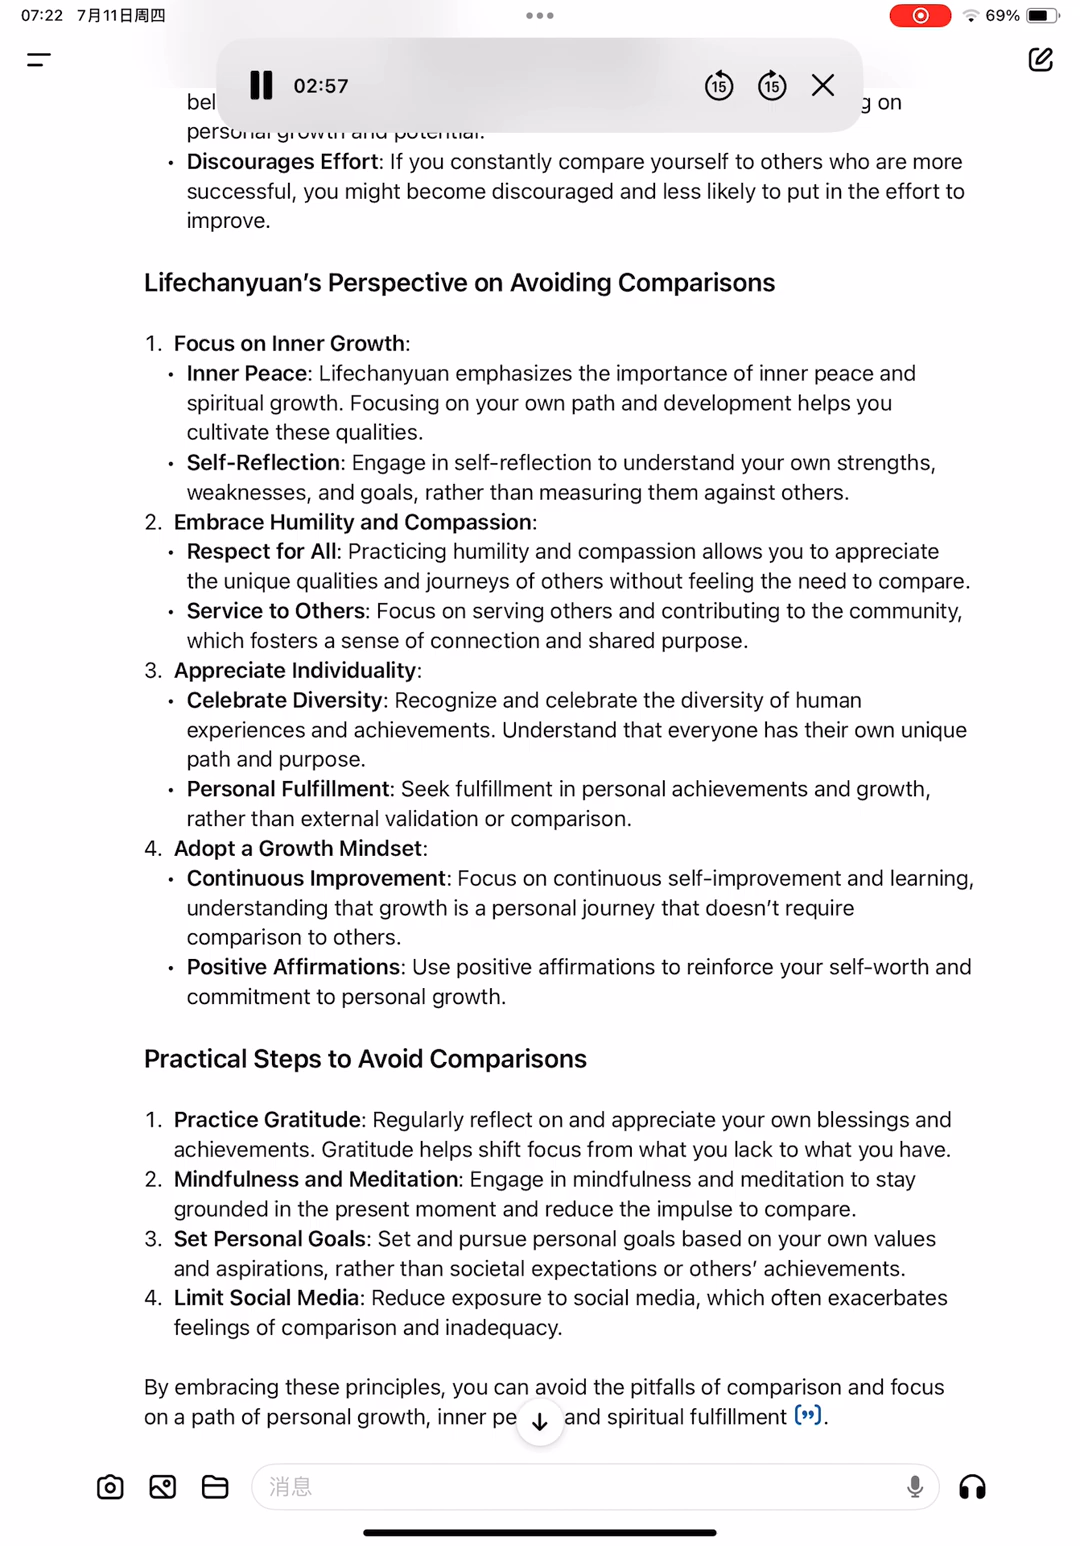 07:22 7月11日周四
69%
02:57
15
15
bel
g on
personal growth and potential.
• Discourages Effort: If you constantly compare yourself to others who are more
successful, you might become discouraged and less likely to put in the effort to
improve.
Lifechanyuan’s Perspective on Avoiding Comparisons
1. Focus on Inner Growth:
• Inner Peace: Lifechanyuan emphasizes the importance of inner peace and
spiritual growth. Focusing on your own path and development helps you
cultivate these qualities.
• Self-Reflection: Engage in self-reflection to understand your own strengths,
weaknesses, and goals, rather than measuring them against others.
2. Embrace Humility and Compassion:
• Respect for All: Practicing humility and compassion allows you to appreciate
the unique qualities and journeys of others without feeling the need to compare.
• Service to Others: Focus on serving others and contributing to the community,
which fosters a sense of connection and shared purpose.
3. Appreciate Individuality:
• Celebrate Diversity: Recognize and celebrate the diversity of human
experiences and achievements. Understand that everyone has their own unique
path and purpose.
• Personal Fulfillment: Seek fulfillment in personal achievements and growth,
rather than external validation or comparison.
4. Adopt a Growth Mindset:
• Continuous Improvement: Focus on continuous self-improvement and learning,
understanding that growth is a personal journey that doesn’t require
comparison to others.
• Positive Affirmations: Use positive affirmations to reinforce your self-worth and
commitment to personal growth.
Practical Steps to Avoid Comparisons
1. Practice Gratitude: Regularly reflect on and appreciate your own blessings and
achievements. Gratitude helps shift focus from what you lack to what you have.
2. Mindfulness and Meditation: Engage in mindfulness and meditation to stay
grounded in the present moment and reduce the impulse to compare.
3. Set Personal Goals: Set and pursue personal goals based on your own values
and aspirations, rather than societal expectations or others’ achievements.
4. Limit Social Media: Reduce exposure to social media, which often exacerbates
feelings of comparison and inadequacy.
By embracing these principles, you can avoid the pitfalls of comparison and focus
on a path of personal growth, inner pe and spiritual fulfillment [”].
消息